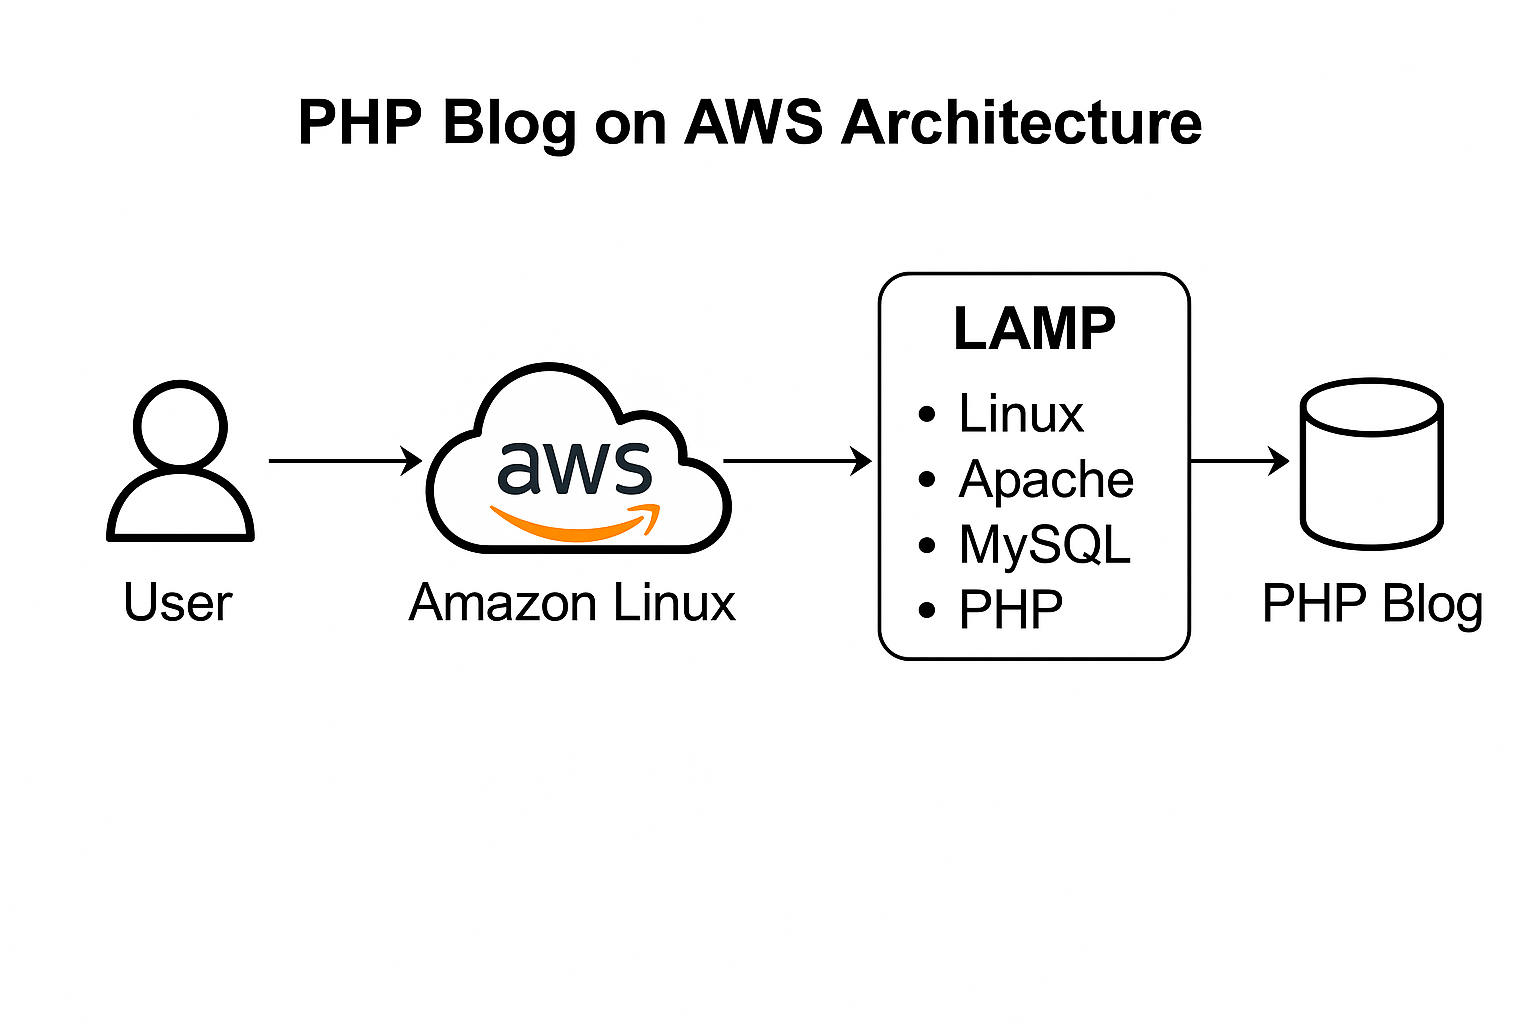 PHP Blog on AWS Architecture
User
aws
Amazon Linux
LAMP
• Linux
• Apache
• MySQL
• PHP
PHP Blog